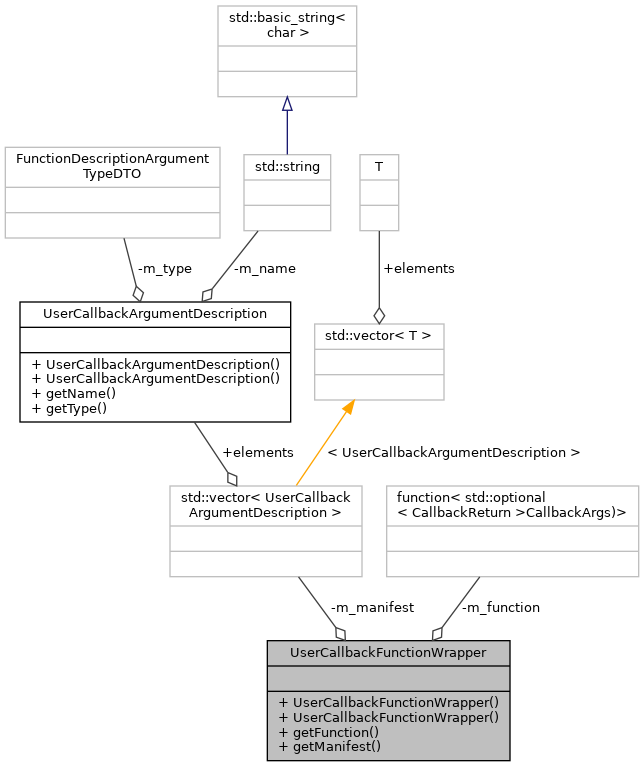 std::basic_string<
char >
FunctionDescriptionArgument
TypeDTO
std::string
T
-m_type
-m_name
+elements
UserCallbackArgumentDescription
+ UserCallbackArgumentDescription()
+ UserCallbackArgumentDescription()
+ getName()
+ getType()
std::vector< T >
+elements
< UserCallbackArgumentDescription >
std::vector< UserCallback
ArgumentDescription >
function< std::optional
< CallbackReturn >CallbackArgs)>
-m_manifest
-m_function
UserCallbackFunctionWrapper
+ UserCallbackFunctionWrapper()
+ UserCallbackFunctionWrapper()
+ getFunction()
+ getManifest()